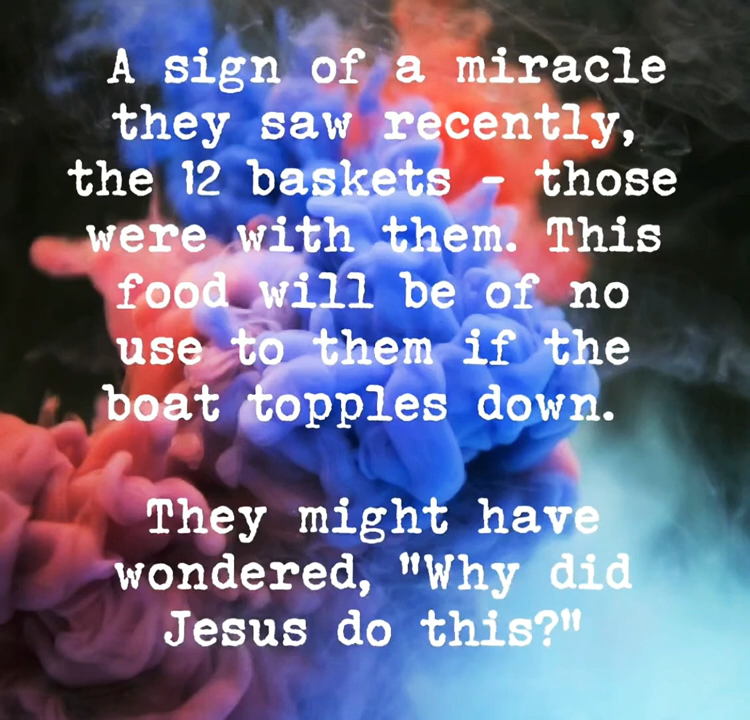 A sign of a miracle
they saw recently,
the 12 baskets - those
were with them. This
food will be of no
use to them if the
boat topples down.
They might have
wondered, "Why did
Jesus do this?"